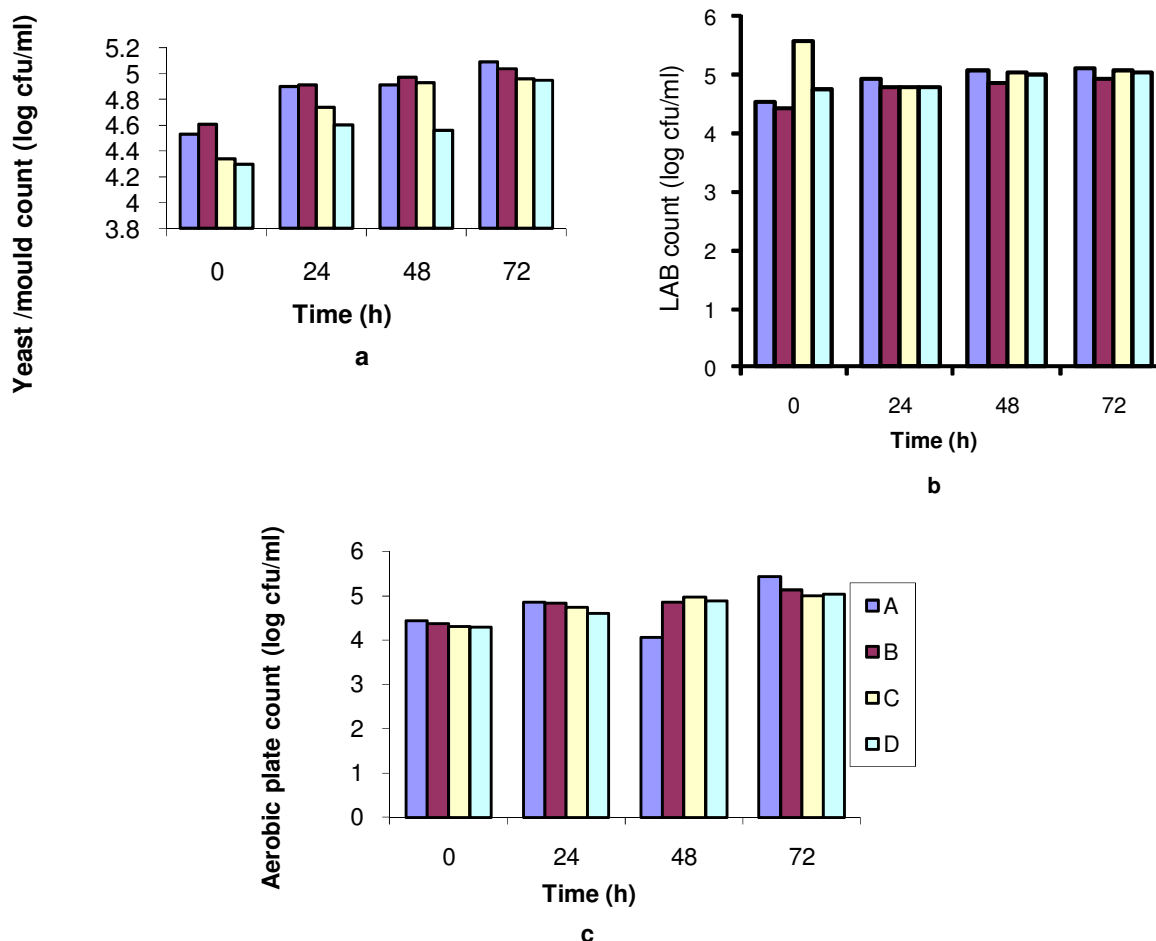 Yeast /mould count (log cfu/ml)
5.2
5
4.8
4.6
4.4
4.2
4
3.8
0 24 48 72
Time (h)
a
LAB count (log cfu/ml)
6
5
4
3
2
1
0
0 24 48 72
Time (h)
b
Aerobic plate count (log cfu/ml)
6
5
4
3
2
1
0
0 24 48 72
Time (h)
c
A
B
C
D